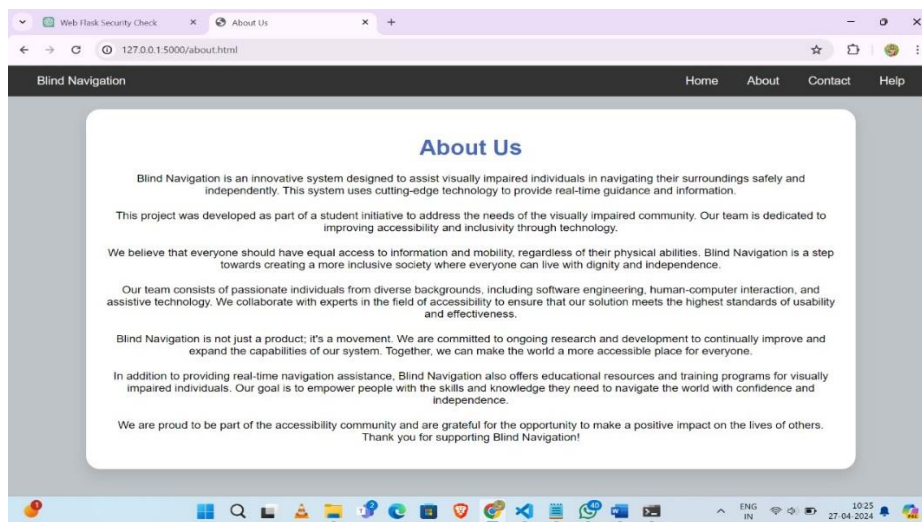 Web Flask Security Check
About Us
127.0.0.1:5000/about.html
Blind Navigation
Home
About
Contact
Help
About Us
Blind Navigation is an innovative system designed to assist visually impaired individuals in navigating their surroundings safely and
independently. This system uses cutting-edge technology to provide real-time guidance and information.
This project was developed as part of a student initiative to address the needs of the visually impaired community. Our team is dedicated to
improving accessibility and inclusivity through technology.
We believe that everyone should have equal access to information and mobility, regardless of their physical abilities. Blind Navigation is a step
towards creating a more inclusive society where everyone can live with dignity and independence.
Our team consists of passionate individuals from diverse backgrounds, including software engineering, human-computer interaction, and
assistive technology. We collaborate with experts in the field of accessibility to ensure that our solution meets the highest standards of usability
and effectiveness.
Blind Navigation is not just a product; it's a movement. We are committed to ongoing research and development to continually improve and
expand the capabilities of our system. Together, we can make the world a more accessible place for everyone.
In addition to providing real-time navigation assistance, Blind Navigation also offers educational resources and training programs for visually
impaired individuals. Our goal is to empower people with the skills and knowledge they need to navigate the world with confidence and
independence.
We are proud to be part of the accessibility community and are grateful for the opportunity to make a positive impact on the lives of others.
Thank you for supporting Blind Navigation!
ENG
IN
10:25
27-04-2024